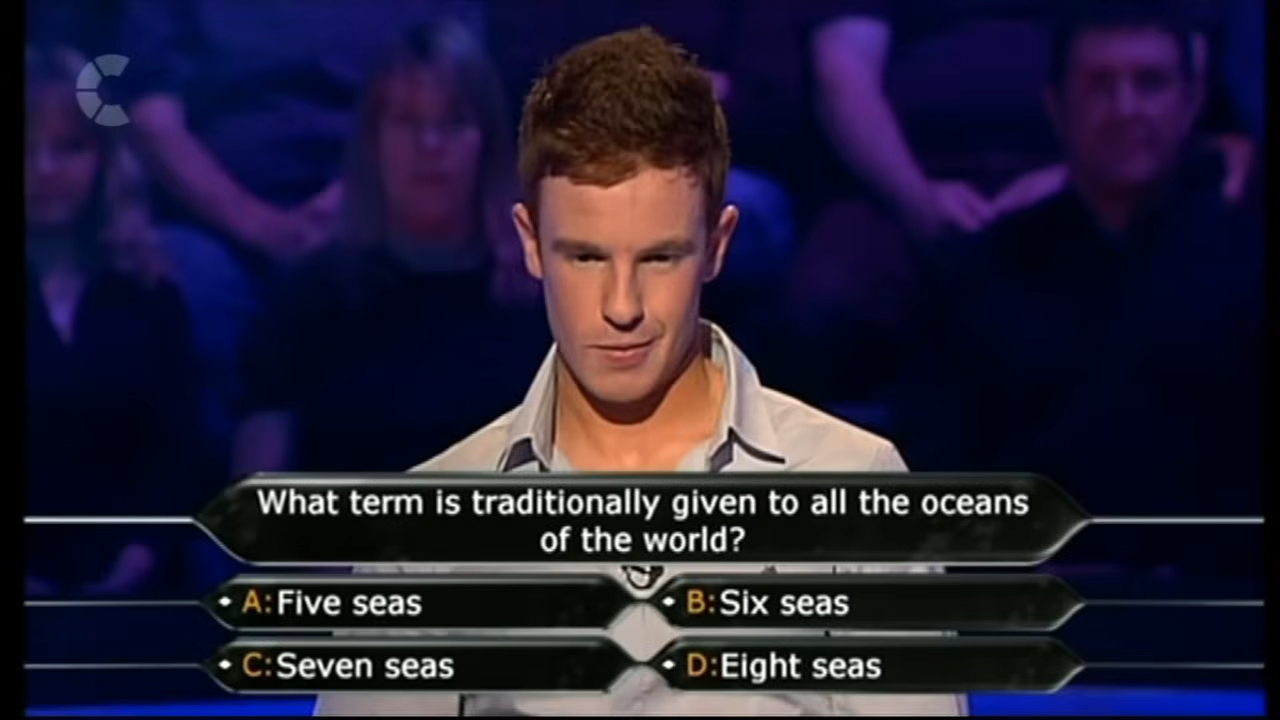 What term is traditionally given to all the oceans
of the world?
A: Five seas
B: Six seas
C: Seven seas
D: Eight seas